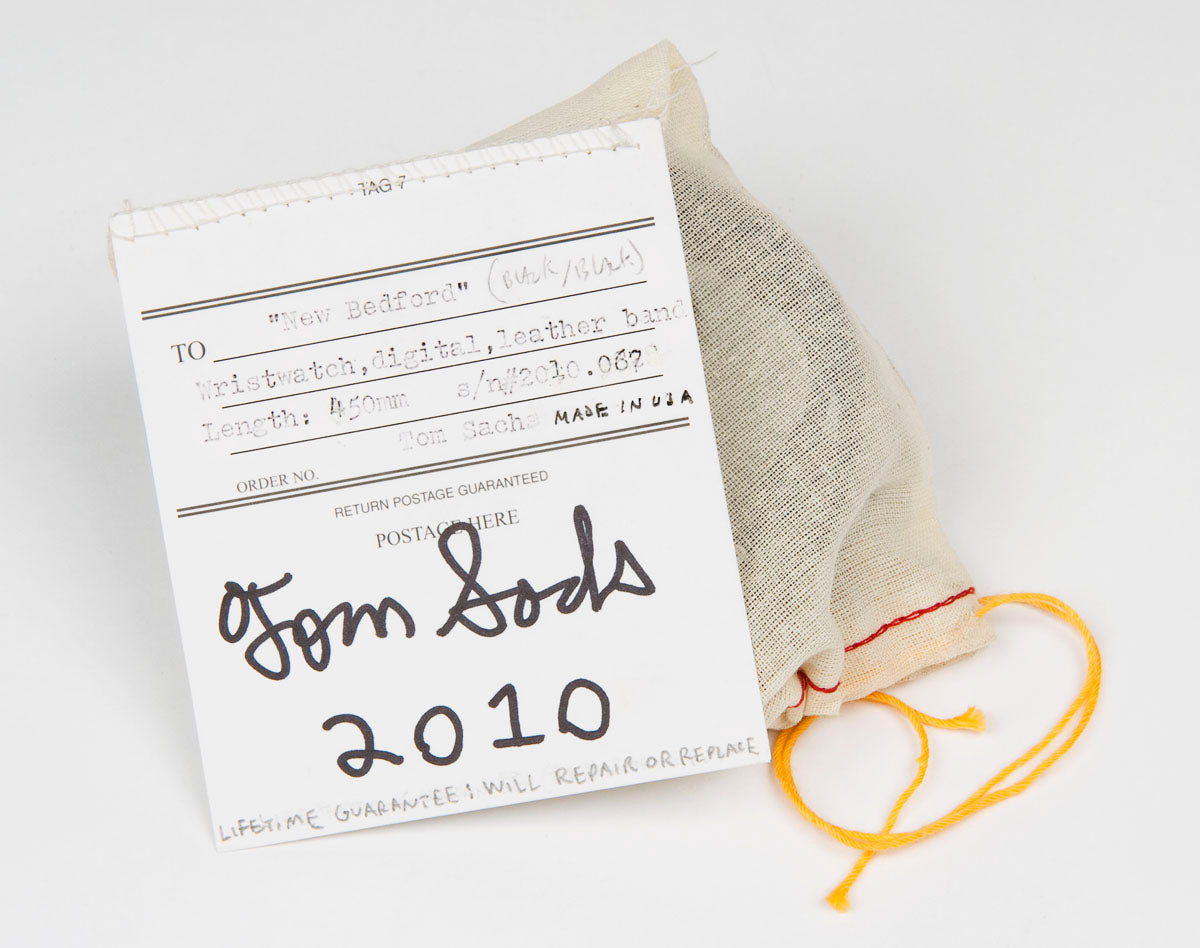 TAG 7
"New Bedford" (BLACK/BLACK)
TO
Wristwatch,digital,leather band
Length: 450mm s/n#2010.067
Tom Sachs MADE IN USA
ORDER NO.
RETURN POSTAGE GUARANTEED
POSTAGE HERE
Tom Sachs
2010
LIFETIME GUARANTEE: I WILL REPAIR OR REPLACE